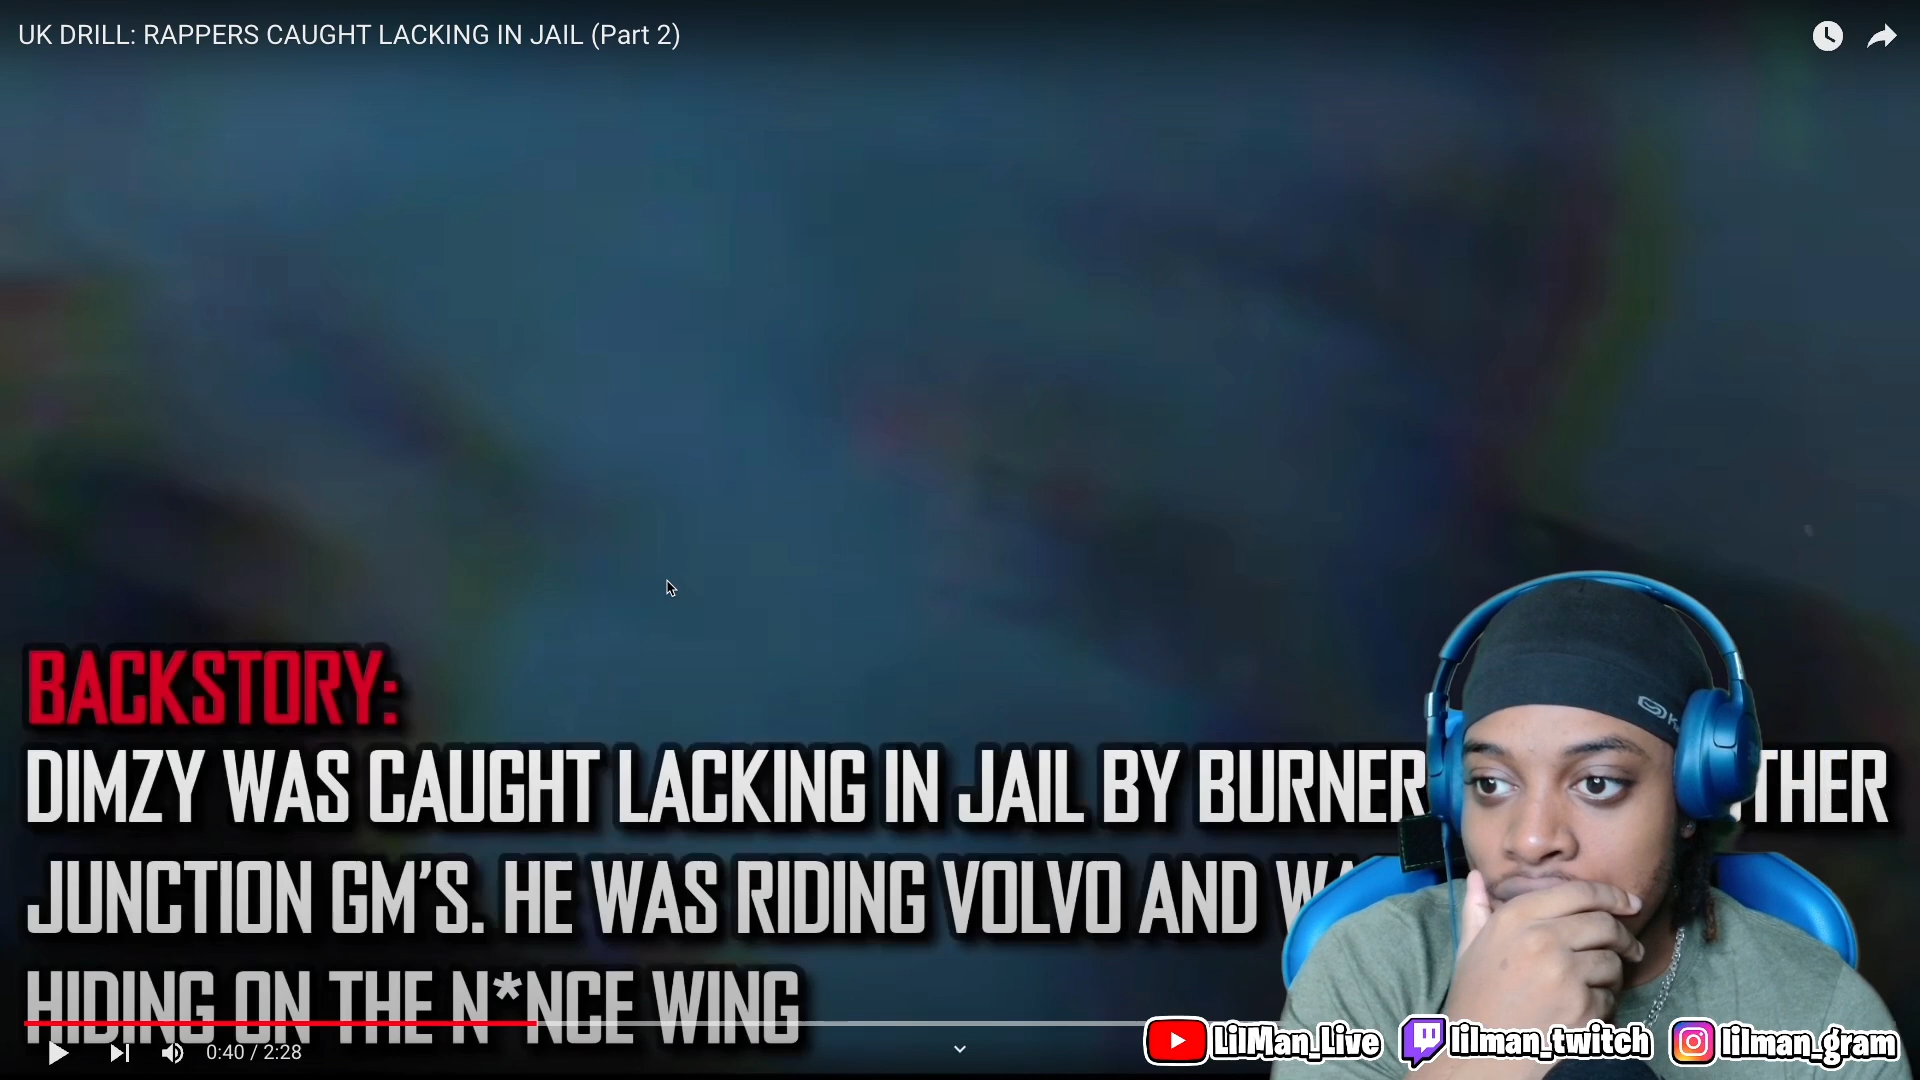 UK DRILL: RAPPERS CAUGHT LACKING IN JAIL (Part 2)
BACKSTORY:
DIMZY WAS CAUGHT LACKING IN JAIL BY BURNER
JUNCTION GM'S. HE WAS RIDING VOLVO AND
HIDING ON THE N*NCE WING
0:40 / 2:28
LilMan_Live lilman_twitch lilman_gram